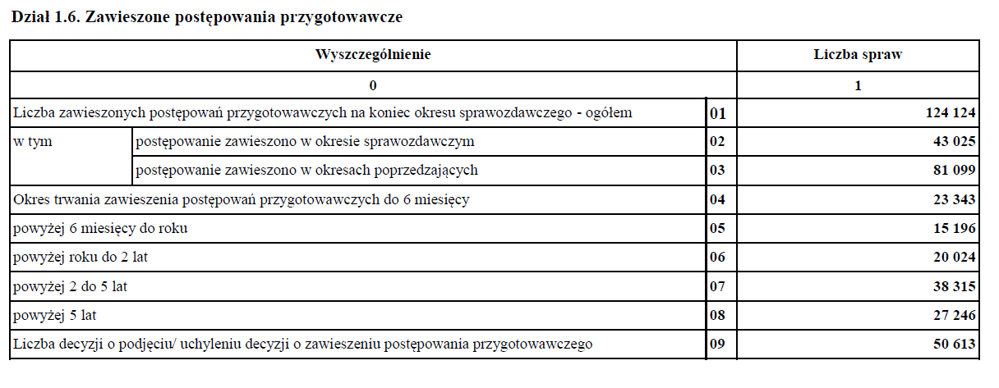 Dział 1.6. Zawieszone postępowania przygotowawcze
Wyszczególnienie Liczba spraw
0 1
Liczba zawieszonych postępowań przygotowawczych na koniec okresu sprawozdawczego - ogółem 01 124 124
w tym postępowanie zawieszono w okresie sprawozdawczym 02 43 025
postępowanie zawieszono w okresach poprzedzających 03 81 099
Okres trwania zawieszenia postępowań przygotowawczych do 6 miesięcy 04 23 343
powyżej 6 miesięcy do roku 05 15 196
powyżej roku do 2 lat 06 20 024
powyżej 2 do 5 lat 07 38 315
powyżej 5 lat 08 27 246
Liczba decyzji o podjęciu/ uchyleniu decyzji o zawieszeniu postępowania przygotowawczego 09 50 613